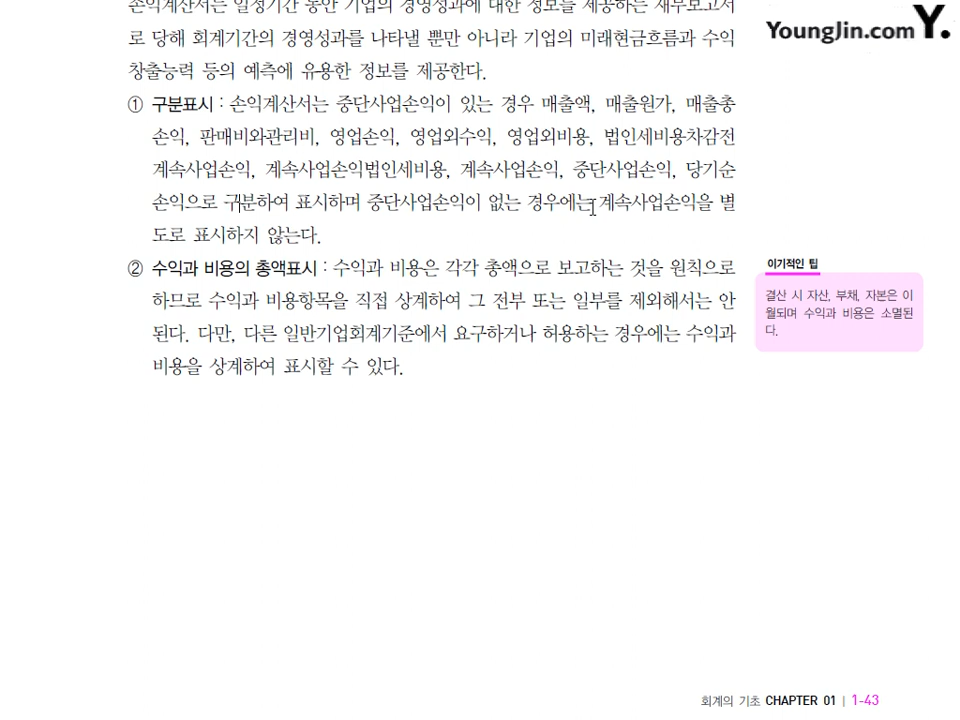 손익계산서는 일정기간 동안 기업의 경영성과에 대한 정보를 제공하는 재무보고서
로 당해 회계기간의 경영성과를 나타낼 뿐만 아니라 기업의 미래현금흐름과 수익
창출능력 등의 예측에 유용한 정보를 제공한다.
① 구분표시 : 손익계산서는 중단사업손익이 있는 경우 매출액, 매출원가, 매출총
손익, 판매비와관리비, 영업손익, 영업외수익, 영업외비용, 법인세비용차감전
계속사업손익, 계속사업손익법인세비용, 계속사업손익, 중단사업손익, 당기순
손익으로 구분하여 표시하며 중단사업손익이 없는 경우에는 계속사업손익을 별
도로 표시하지 않는다.
② 수익과 비용의 총액표시 : 수익과 비용은 각각 총액으로 보고하는 것을 원칙으로
하므로 수익과 비용항목을 직접 상계하여 그 전부 또는 일부를 제외해서는 안
된다. 다만, 다른 일반기업회계기준에서 요구하거나 허용하는 경우에는 수익과
비용을 상계하여 표시할 수 있다.
YoungJin.com Y.
이기적인 팁
결산 시 자산, 부채, 자본은 이
월되며 수익과 비용은 소멸된
다.
회계의 기초 CHAPTER 01 | 1-43